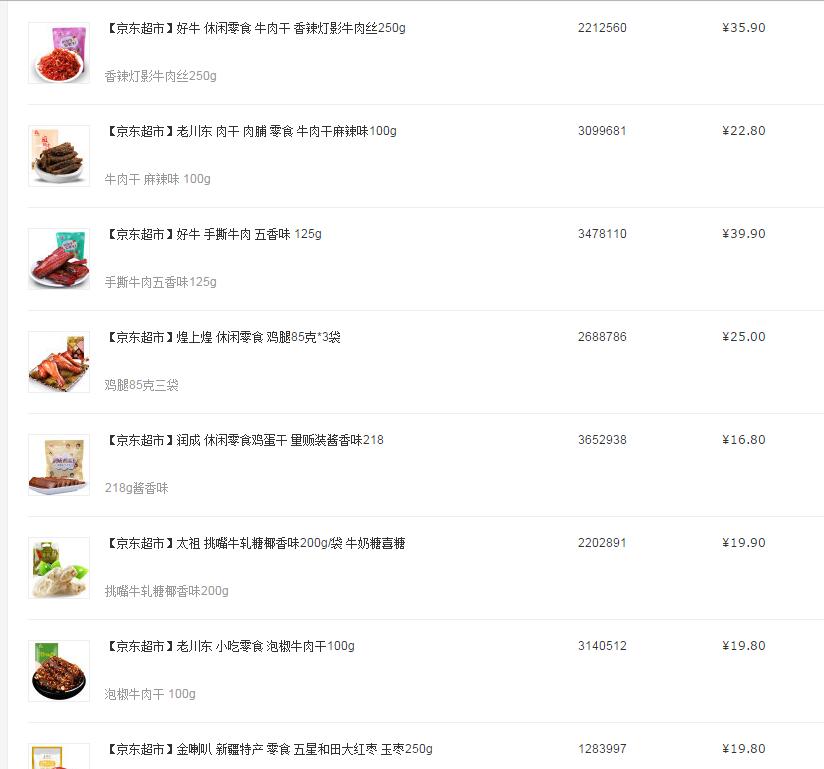 【京东超市】好牛 休闲零食 牛肉干 香辣灯影牛肉丝250g 2212560 ¥35.90
香辣灯影牛肉丝250g
【京东超市】老川东 肉干 肉脯 零食 牛肉干麻辣味100g 3099681 ¥22.80
牛肉干 麻辣味 100g
【京东超市】好牛 手撕牛肉 五香味 125g 3478110 ¥39.90
手撕牛肉五香味125g
【京东超市】煌上煌 休闲零食 鸡腿85克*3袋 2688786 ¥25.00
鸡腿85克三袋
【京东超市】润成 休闲零食鸡蛋干 量贩装酱香味218 3652938 ¥16.80
218g酱香味
【京东超市】太祖 挑嘴牛轧糖椰香味200g/袋 牛奶糖喜糖 2202891 ¥19.90
挑嘴牛轧糖椰香味200g
【京东超市】老川东 小吃零食 泡椒牛肉干100g 3140512 ¥19.80
泡椒牛肉干 100g
【京东超市】金喇叭 新疆特产 零食 五星和田大红枣 玉枣250g 1283997 ¥19.80